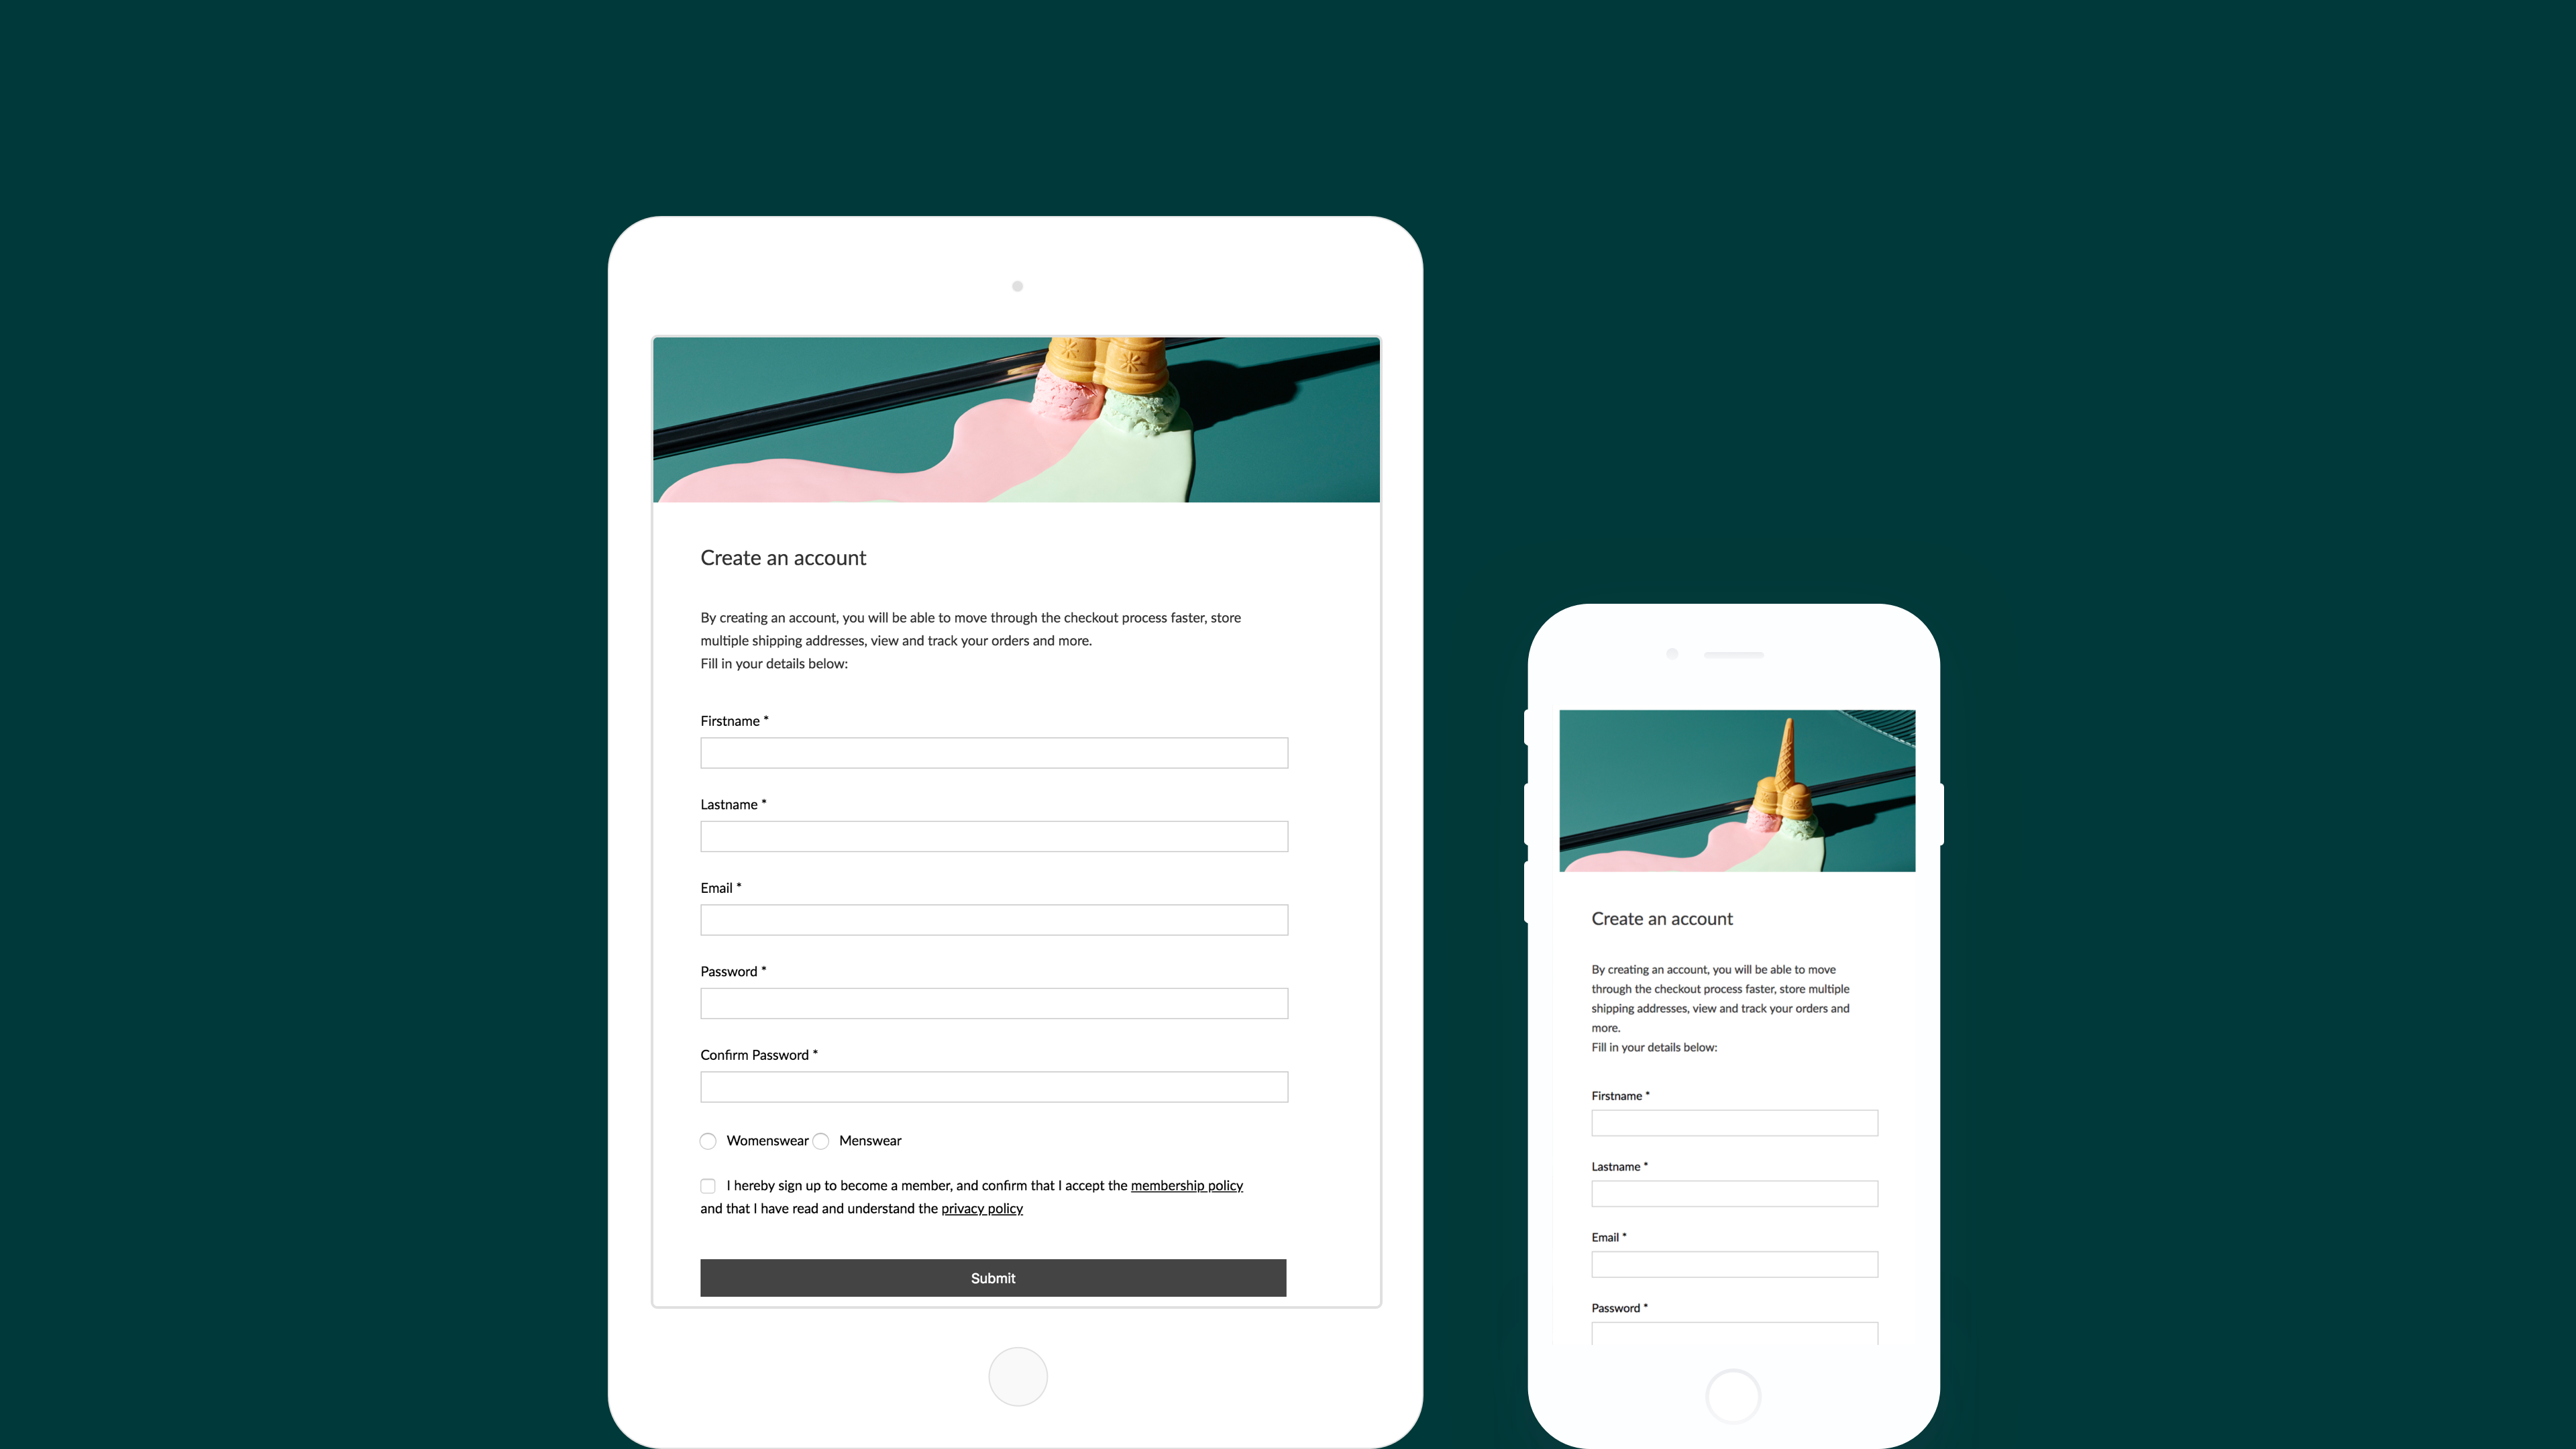 Create an account
By creating an account, you will be able to move through the checkout process faster, store
multiple shipping addresses, view and track your orders and more.
Fill in your details below:
Firstname *
Lastname *
Email *
Password *
Confirm Password *
Womenswear Menswear
I hereby sign up to become a member, and confirm that I accept the membership policy
and that I have read and understand the privacy policy
Submit
Create an account
By creating an account, you will be able to move
through the checkout process faster, store multiple
shipping addresses, view and track your orders and
more.
Fill in your details below:
Firstname *
Lastname *
Email *
Password *